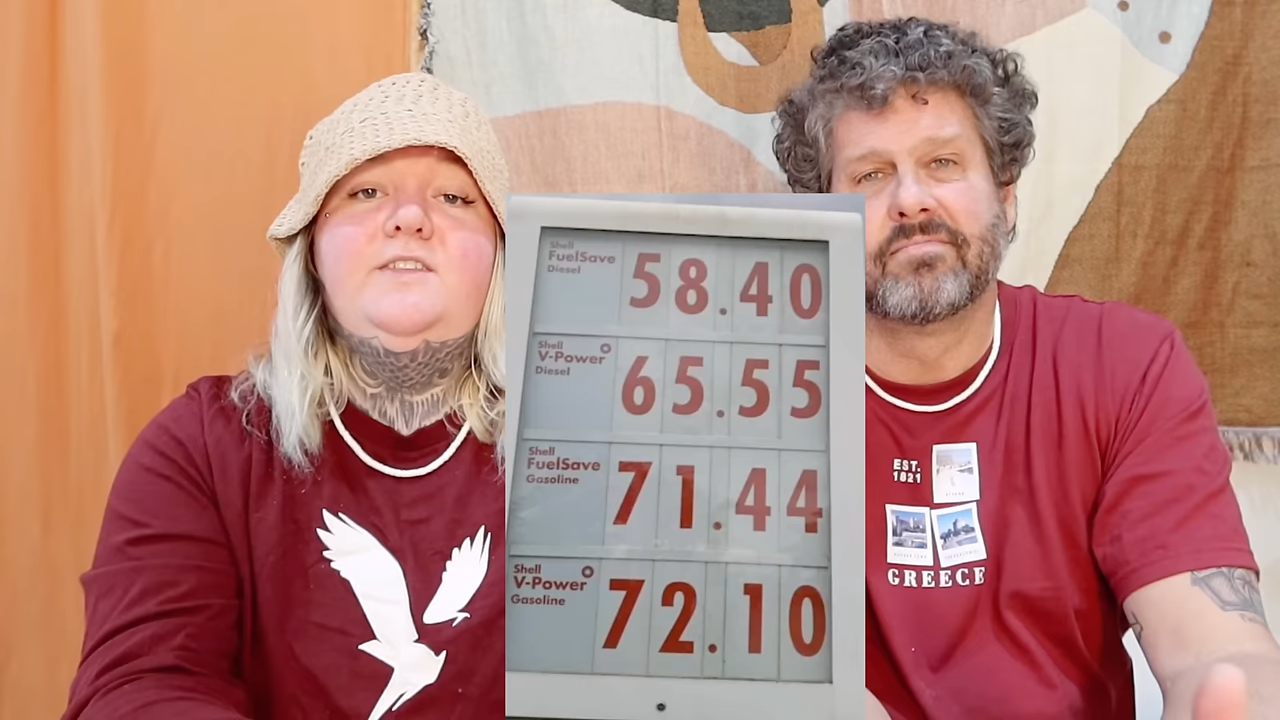 Shell
FuelSave
Diesel
58.40
Shell
V-Power
Diesel
65.55
Shell
FuelSave
Gasoline
71.44
Shell
V-Power
Gasoline
72.10
EST.
1821
GREECE